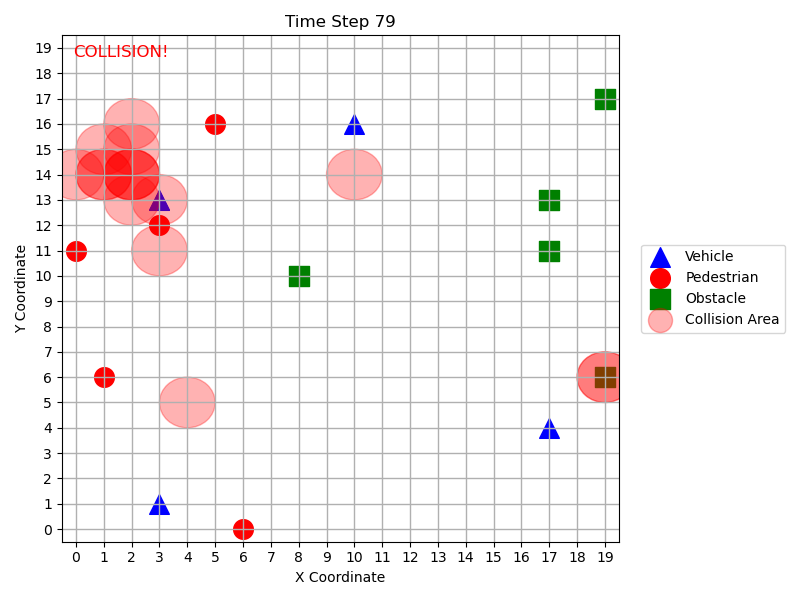 Time Step 79
COLLISION!
19
18
17
16
15
14
13
12
11
10
9
8
7
6
5
4
3
2
1
0
Y Coordinate
0 1 2 3 4 5 6 7 8 9 10 11 12 13 14 15 16 17 18 19
X Coordinate
Vehicle
Pedestrian
Obstacle
Collision Area